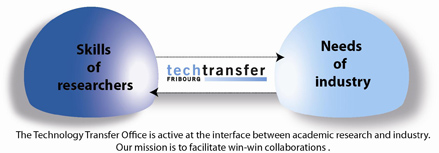 Skills
of
researchers
techtransfer
FRIBOURG
Needs
of
industry
The Technology Transfer Office is active at the interface between academic research and industry.
Our mission is to facilitate win-win collaborations .